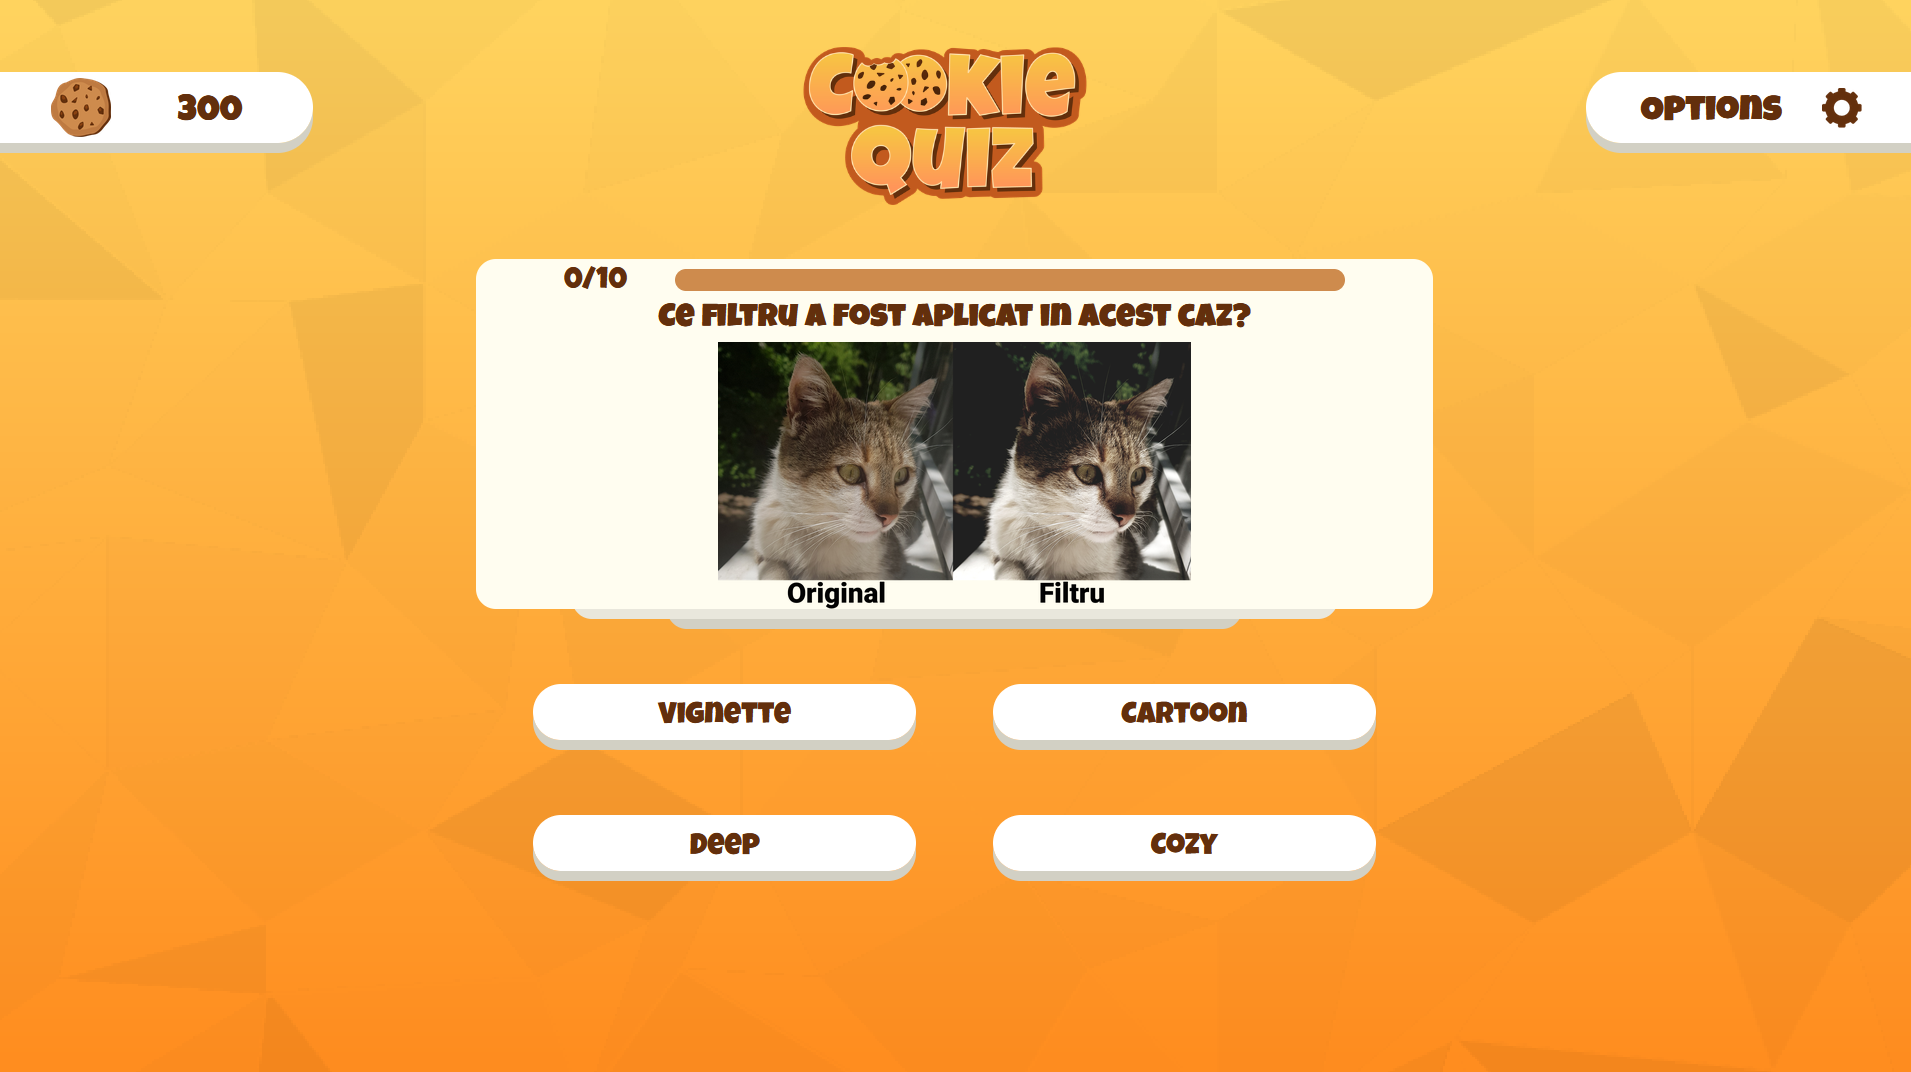 COOKIE
QUIZ
300
OPTIONS
0/10
CE FILTRU A FOST APLICAT IN ACEST CAZ?
Original
Filtru
VIGNETTE
CARTOON
DEEP
COZY